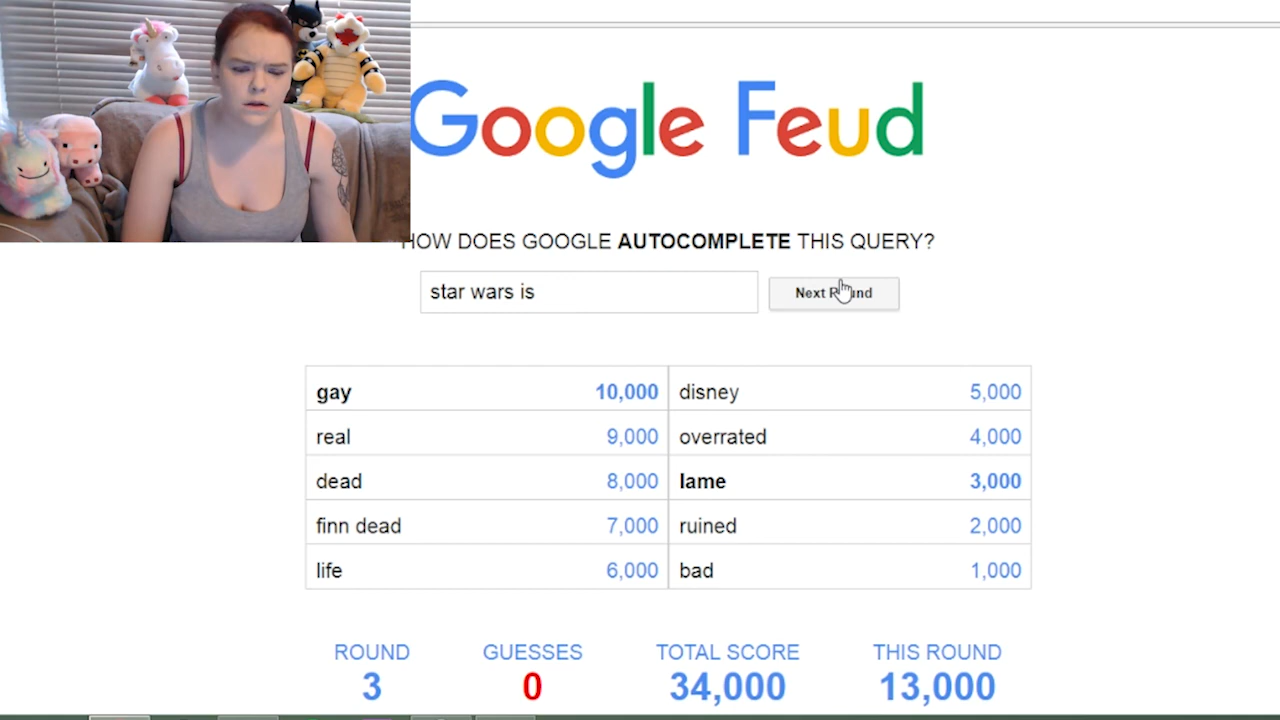 Google Feud
HOW DOES GOOGLE AUTOCOMPLETE THIS QUERY?
star wars is
Next Round
gay 10,000 disney 5,000
real 9,000 overrated 4,000
dead 8,000 lame 3,000
finn dead 7,000 ruined 2,000
life 6,000 bad 1,000
ROUND GUESSES TOTAL SCORE THIS ROUND
3 0 34,000 13,000